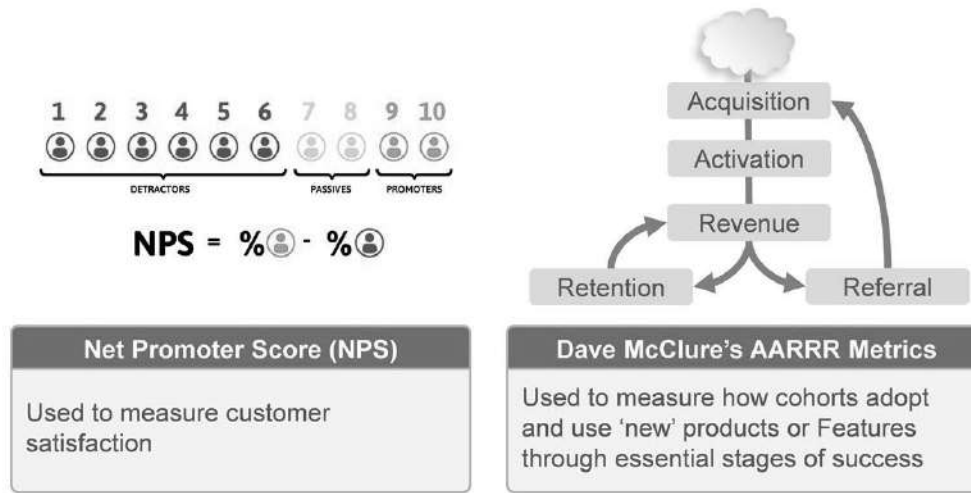 1 2 3 4 5 6 7 8 9 10
DETRACTORS PASSIVES PROMOTERS
NPS = % - %
Net Promoter Score (NPS)
Used to measure customer
satisfaction
Acquisition
Activation
Revenue
Retention Referral
Dave McClure's AARRR Metrics
Used to measure how cohorts adopt
and use 'new' products or Features
through essential stages of success